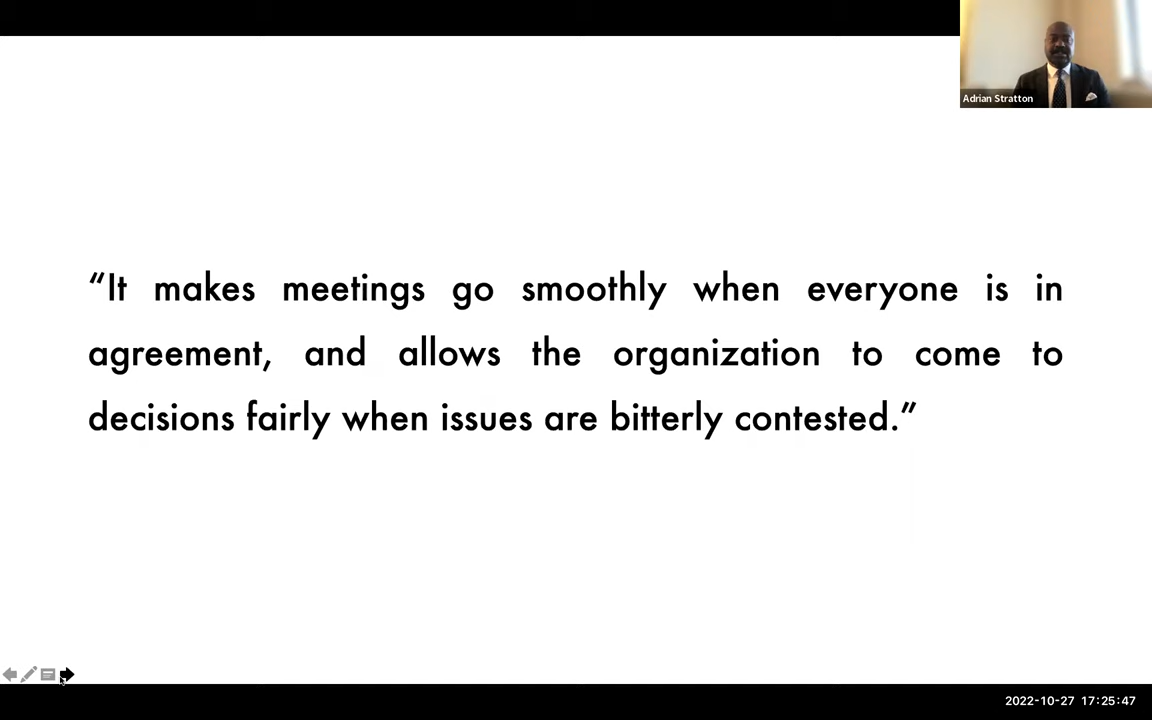 Adrian Stratton
“It makes meetings go smoothly when everyone is in
agreement, and allows the organization to come to
decisions fairly when issues are bitterly contested.”
2022-10-27 17:25:47